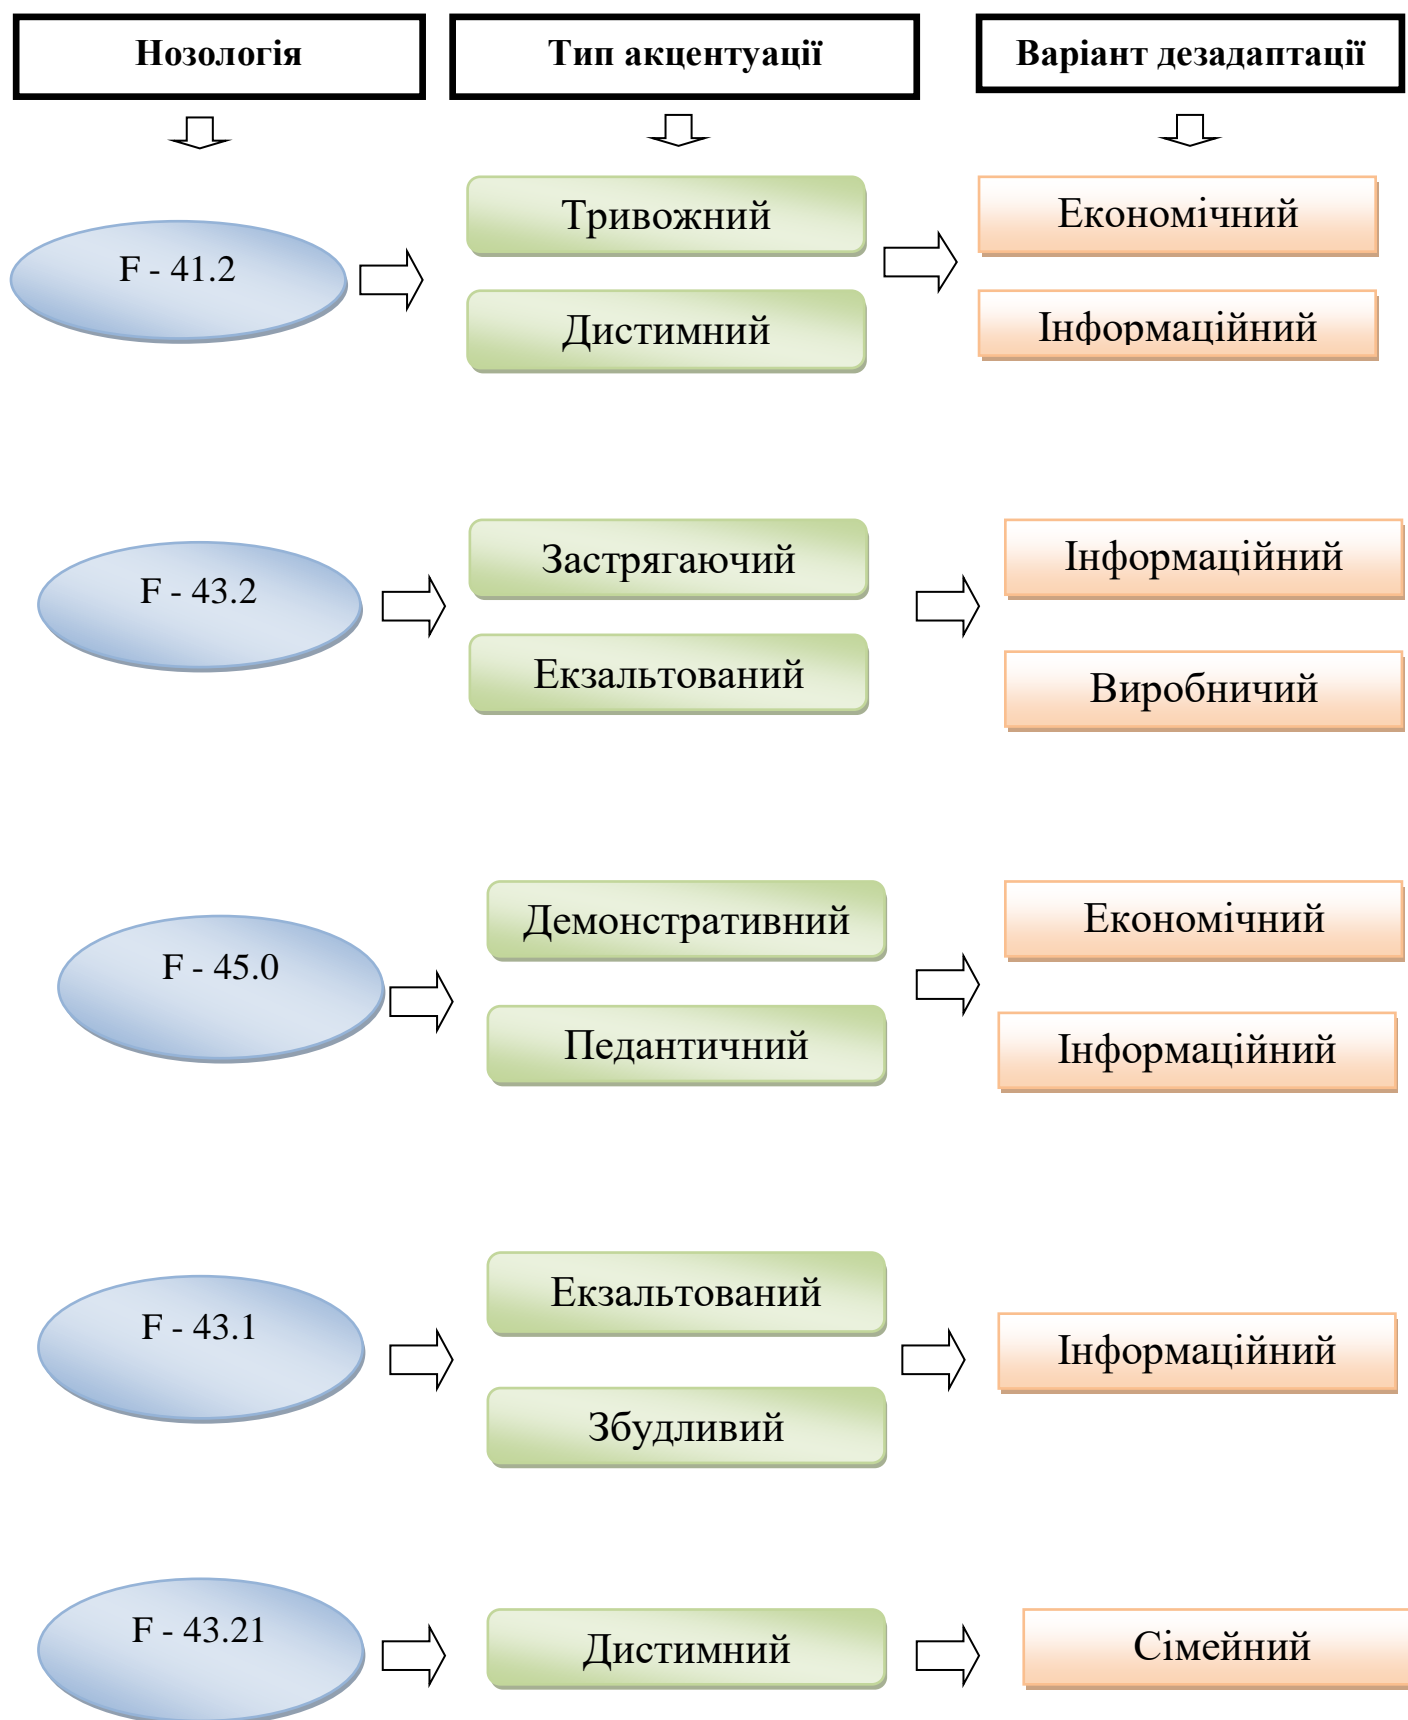 Нозологія
Тип акцентуації
Варіант дезадаптації
F - 41.2
Тривожний
Дистимний
Економічний
Інформаційний
F - 43.2
Застрягаючий
Екзальтований
Інформаційний
Виробничий
F - 45.0
Демонстративний
Педантичний
Економічний
Інформаційний
F - 43.1
Екзальтований
Збудливий
Інформаційний
F - 43.21
Дистимний
Сімейний